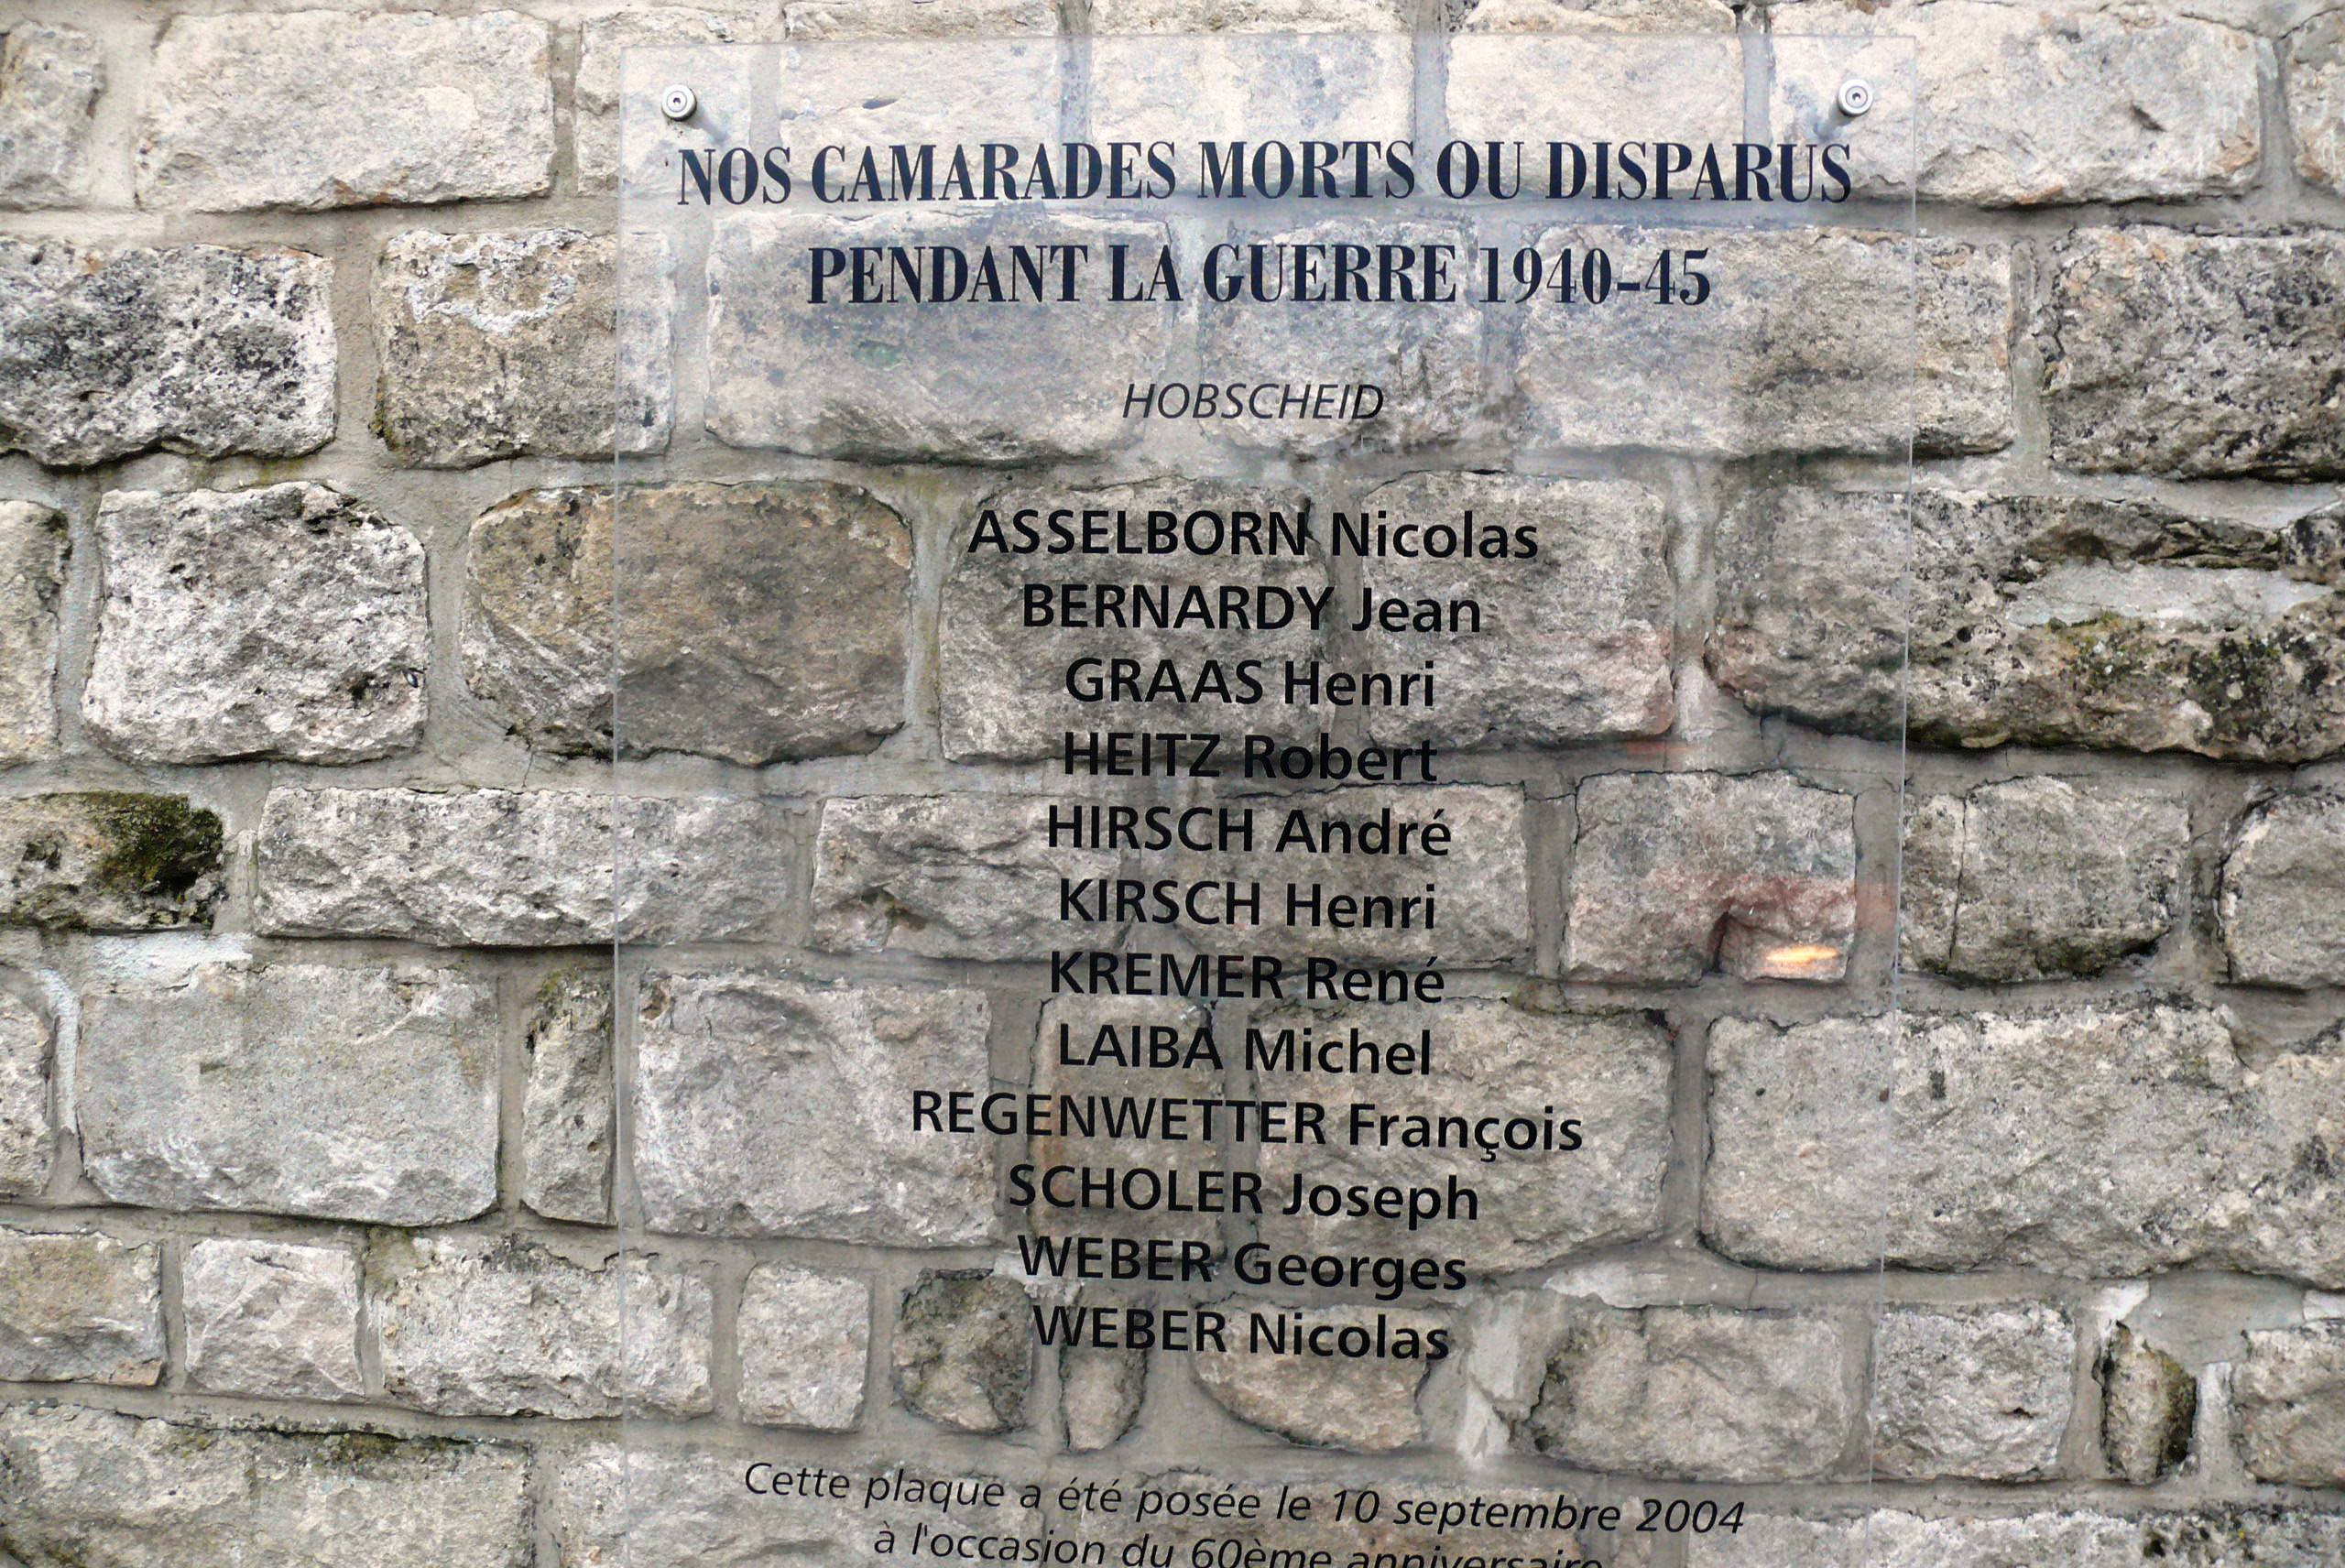 NOS CAMARADES MORTS OU DISPARUS
PENDANT LA GUERRE 1940-45
HOBSCHEID
ASSELBORN Nicolas
BERNARDY Jean
GRAAS Henri
HEITZ Robert
HIRSCH André
KIRSCH Henri
KREMER René
LAIBA Michel
REGENWETTER François
SCHOLER Joseph
WEBER Georges
WEBER Nicolas
Cette plaque a été posée le 10 septembre 2004
à l'occasion du 60ème anniversaire